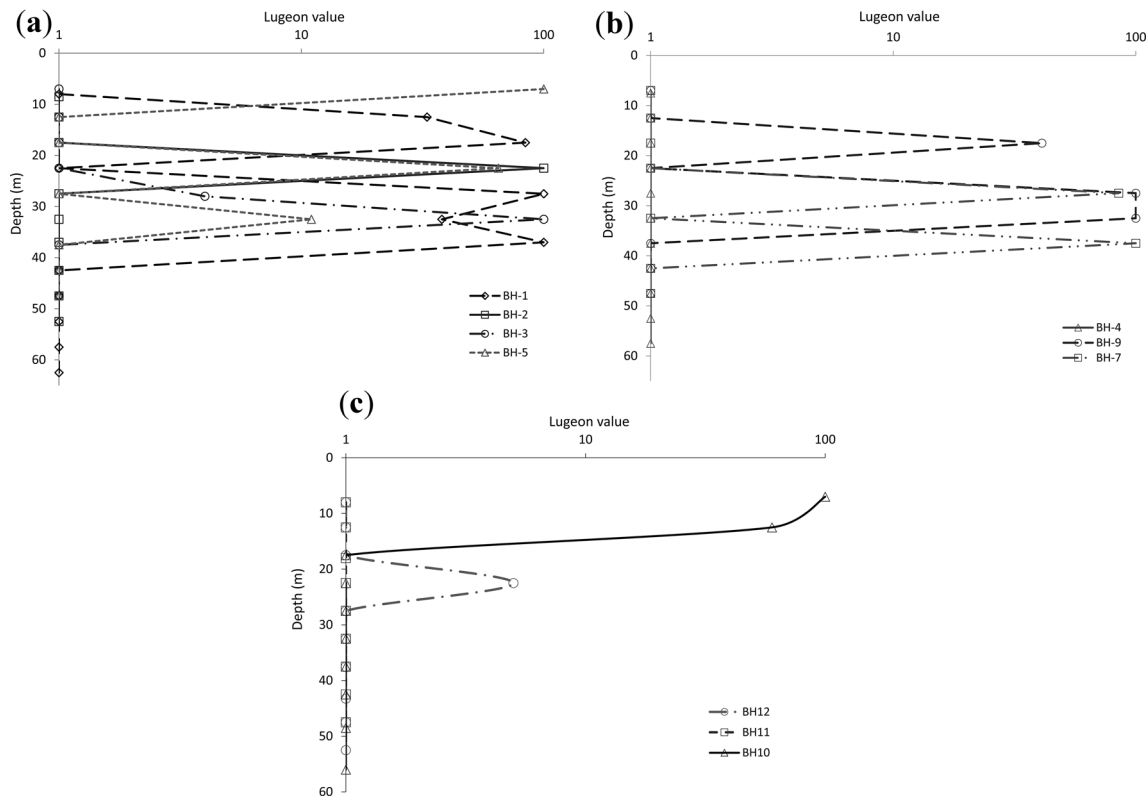 (a)
Lugeon value
1 10 100
0
10
20
30
40
50
60
Depth (m)
BH-1
BH-2
BH-3
BH-5
(b)
Lugeon value
1 10 100
0
10
20
30
40
50
60
Depth (m)
BH-4
BH-9
BH-7
(c)
Lugeon value
1 10 100
0
10
20
30
40
50
60
Depth (m)
BH12
BH11
BH10